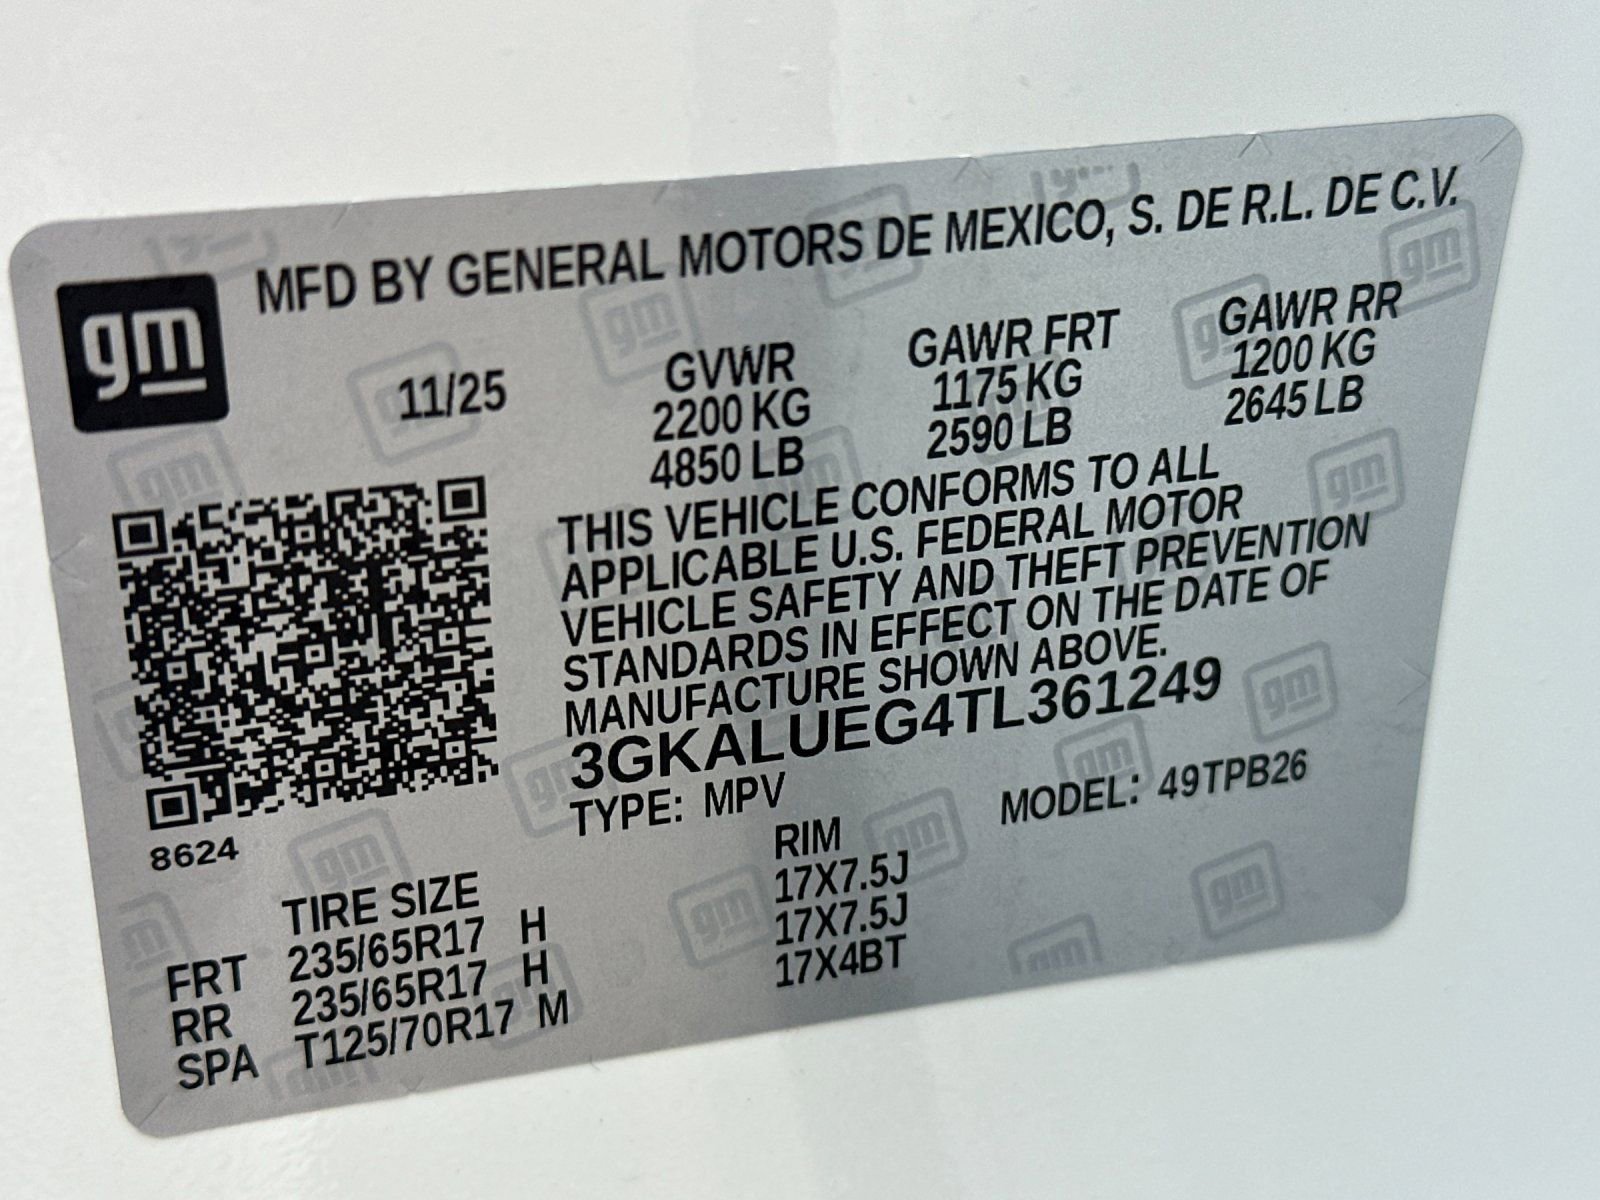 MFD BY GENERAL MOTORS DE MEXICO, S. DE R.L. DE C.V.
gm
11/25
GVWR
2200 KG
4850 LB
GAWR FRT
1175 KG
2590 LB
GAWR RR
1200 KG
2645 LB
THIS VEHICLE CONFORMS TO ALL
APPLICABLE U.S. FEDERAL MOTOR
VEHICLE SAFETY AND THEFT PREVENTION
STANDARDS IN EFFECT ON THE DATE OF
MANUFACTURE SHOWN ABOVE.
3GKALUEG4TL361249
TYPE: MPV
MODEL: 49TPB26
8624
TIRE SIZE
RIM
FRT 235/65R17 H 17X7.5J
RR 235/65R17 H 17X7.5J
SPA T125/70R17 M 17X4BT